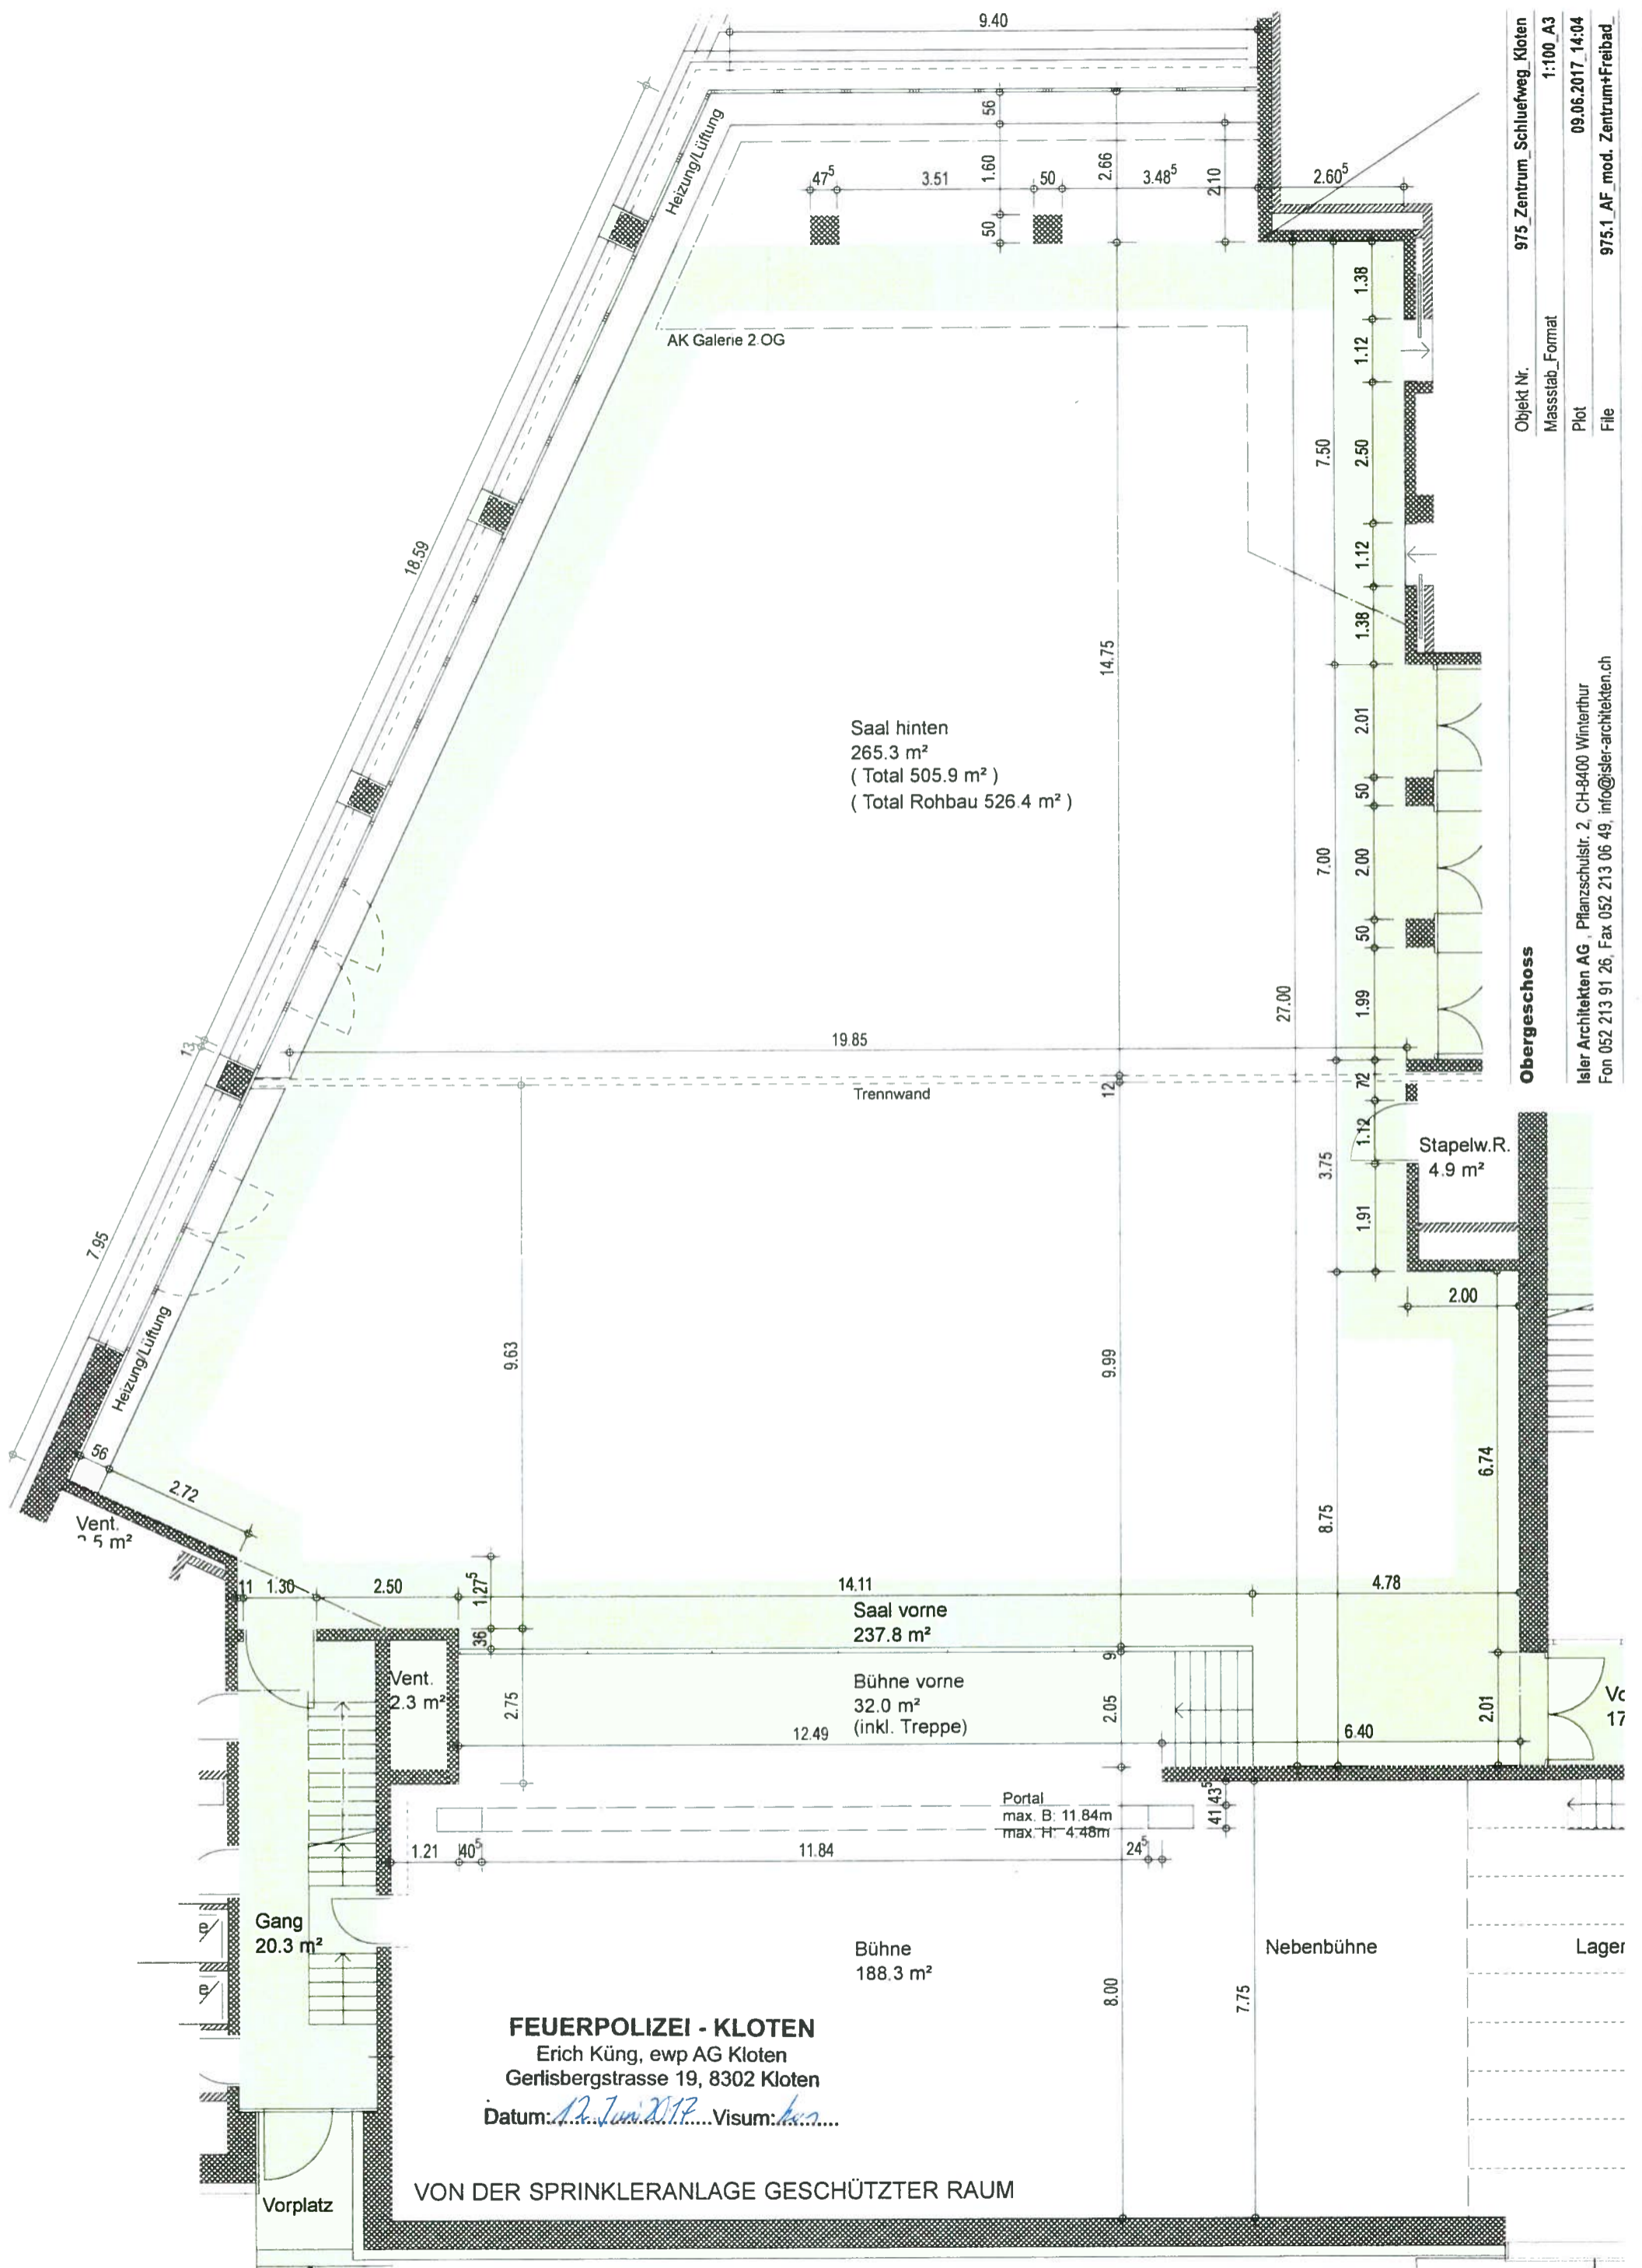 9.40
Heizung/Lüftung
56
1.60
2.66
47⁵
3.51
50
3.48⁵
2.10
2.60⁵
50
AK Galerie 2.OG
1.38
1.12
7.50
2.50
1.12
1.38
18.59
14.75
Saal hinten
265.3 m²
( Total 505.9 m² )
( Total Rohbau 526.4 m² )
2.01
50
7.00
2.00
50
1.99
27.00
13
19.85
Trennwand
12
72
1.12
3.75
1.91
Stapelw.R.
4.9 m²
2.00
7.95
Heizung/Lüftung
9.63
9.99
6.74
8.75
56
2.72
Vent.
5 m²
11
1.30
2.50
1.27⁵
14.11
4.78
36
Saal vorne
237.8 m²
9
Vent.
2.3 m²
2.75
Bühne vorne
32.0 m²
(inkl. Treppe)
2.05
12.49
6.40
2.01
Vo
17
Portal
max. B: 11.84m
max. H: 4.48m
41
43⁵
1.21
40⁵
11.84
24⁵
Gang
20.3 m²
e
e
Bühne
188.3 m²
Nebenbühne
Lager
8.00
7.75
FEUERPOLIZEI - KLOTEN
Erich Küng, ewp AG Kloten
Gerlisbergstrasse 19, 8302 Kloten
Datum: 12. Juni 2017 Visum:
VON DER SPRINKLERANLAGE GESCHÜTZTER RAUM
Vorplatz
Obergeschoss
Objekt Nr. 975_Zentrum_Schluefweg_Kloten
Massstab_Format 1:100_A3
Plot 09.06.2017_14:04
File 975.1_AF_mod. Zentrum+Freibad_
Isler Architekten AG , Pflanzschulstr. 2, CH-8400 Winterthur
Fon 052 213 91 26, Fax 052 213 06 49, info@isler-architekten.ch